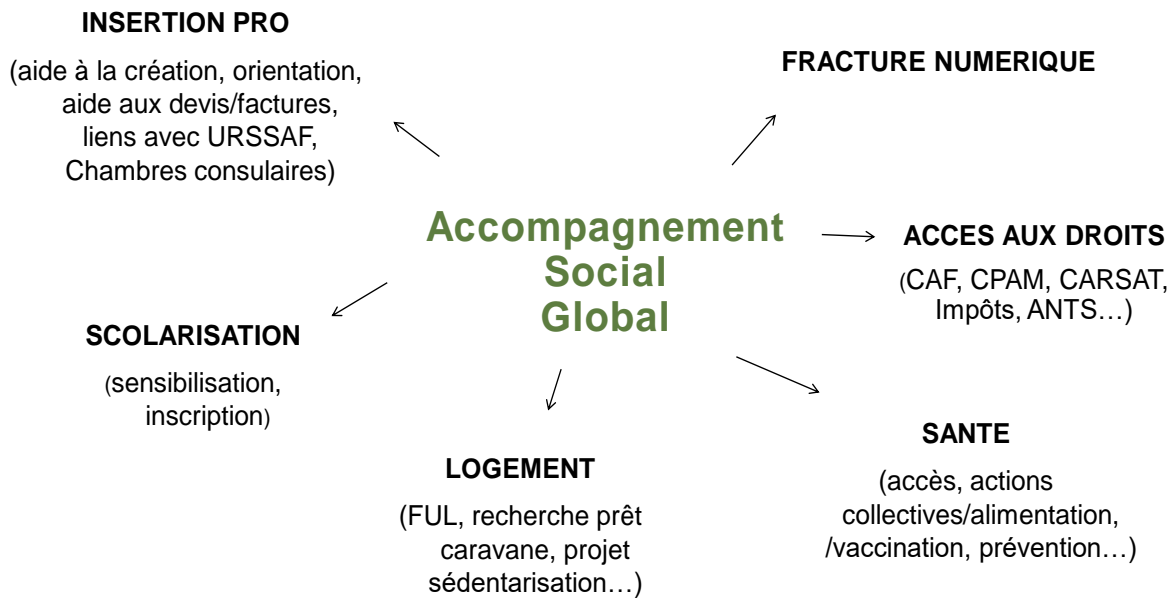 INSERTION PRO
(aide à la création, orientation,
aide aux devis/factures,
liens avec URSSAF,
Chambres consulaires)
FRACTURE NUMERIQUE
Accompagnement
Social
Global
ACCES AUX DROITS
(CAF, CPAM, CARSAT,
Impôts, ANTS…)
SCOLARISATION
(sensibilisation,
inscription)
LOGEMENT
(FUL, recherche prêt
caravane, projet
sédentarisation…)
SANTE
(accès, actions
collectives/alimentation,
/vaccination, prévention…)